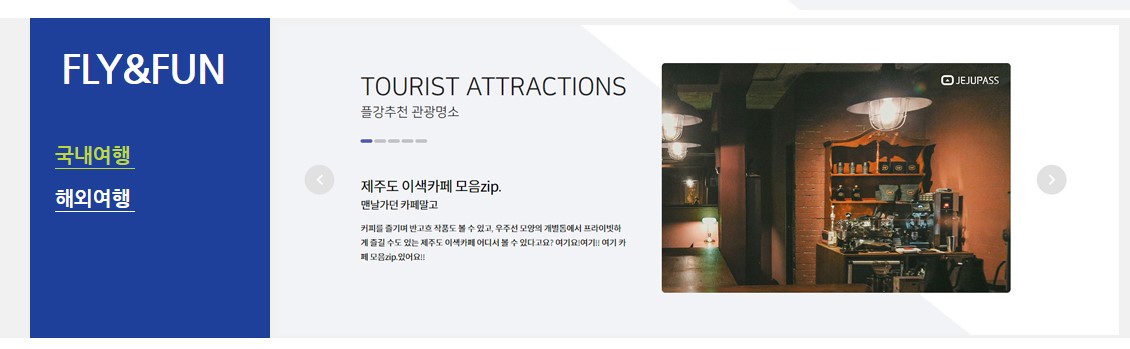 FLY&FUN
국내여행
해외여행
TOURIST ATTRACTIONS
플강추천 관광명소
제주도 이색카페 모음zip.
맨날가던 카페말고
커피를 즐기며 반고흐 작품도 볼 수 있고, 우주선 모양의 개별돔에서 프라이빗하
게 즐길 수도 있는 제주도 이색카페 어디서 볼 수 있다고요? 여기요!여기!! 여기 카
페 모음zip.있어요!!
JEJUPASS